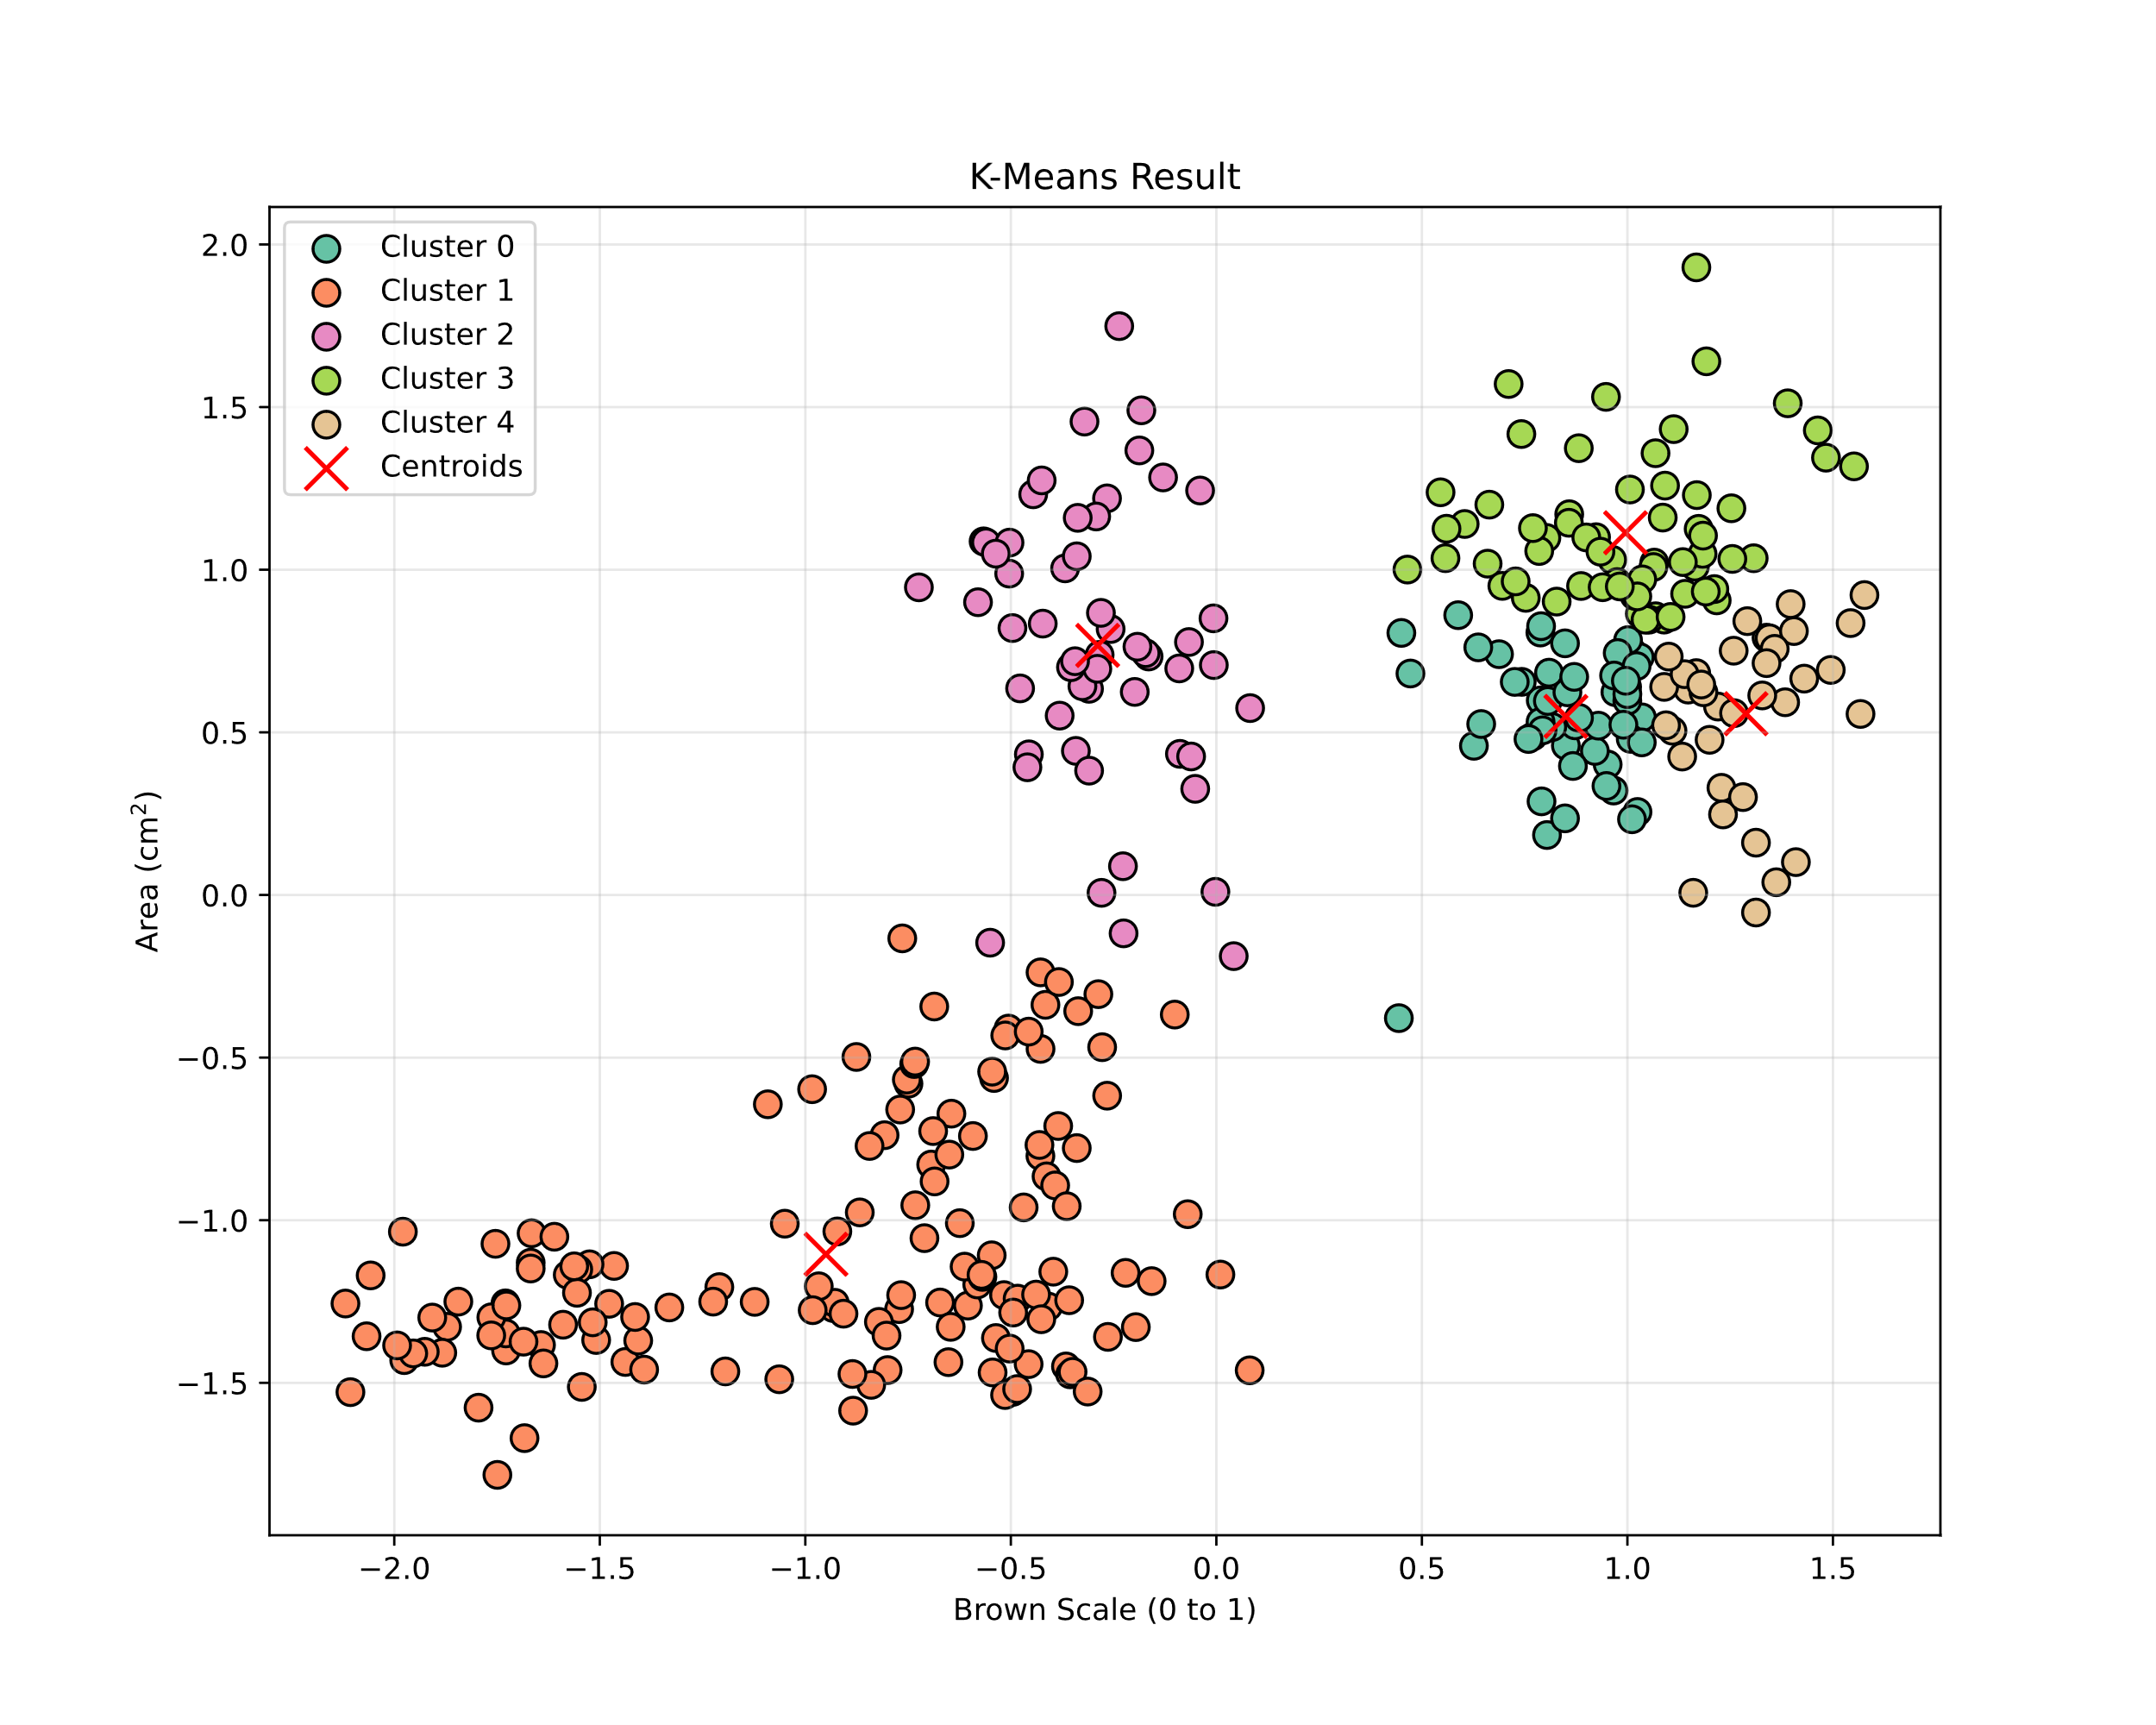 K-Means Result
Cluster 0
Cluster 1
Cluster 2
Cluster 3
Cluster 4
Centroids
2.0
1.5
1.0
0.5
0.0
−0.5
−1.0
−1.5
Area (cm²)
−2.0 −1.5 −1.0 −0.5 0.0 0.5 1.0 1.5
Brown Scale (0 to 1)